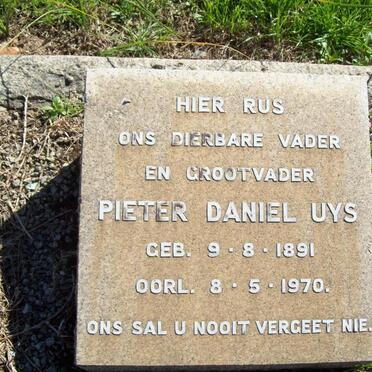 HIER RUS
ONS DIERBARE VADER
EN GROOTVADER
PIETER DANIEL UYS
GEB. 9 · 8 · 1891
OORL. 8 · 5 · 1970.
ONS SAL U NOOIT VERGEET NIE.